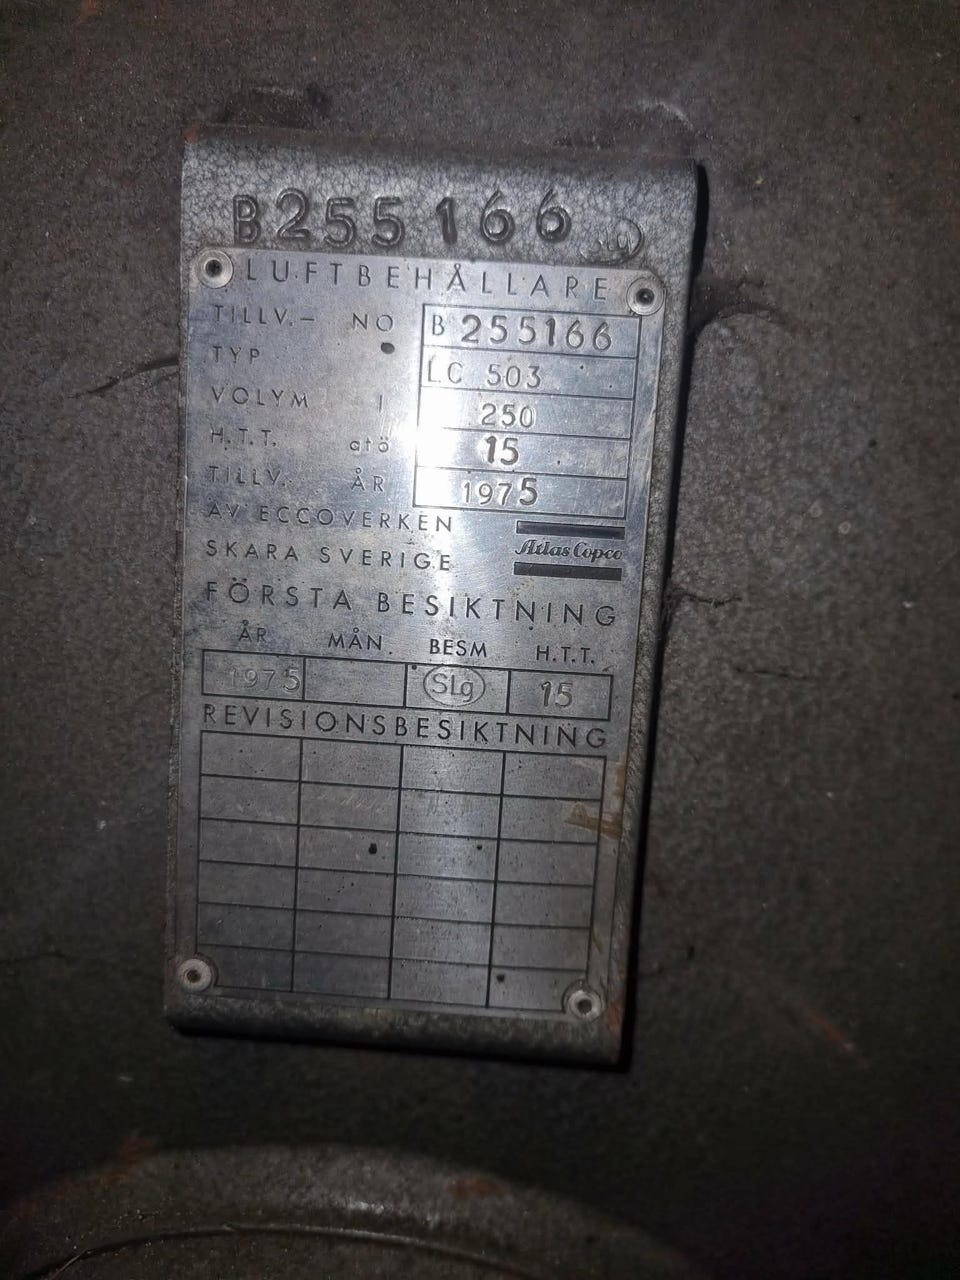 B255166
LUFTBEHÅLLARE
TILLV.- NO B 255166
TYP LC 503
VOLYM l 250
H.T.T. atö 15
TILLV. ÅR 1975
AV ECCOVERKEN
SKARA SVERIGE
Atlas Copco
FÖRSTA BESIKTNING
ÅR MÅN. BESM H.T.T.
1975 SLg 15
REVISIONSBESIKTNING